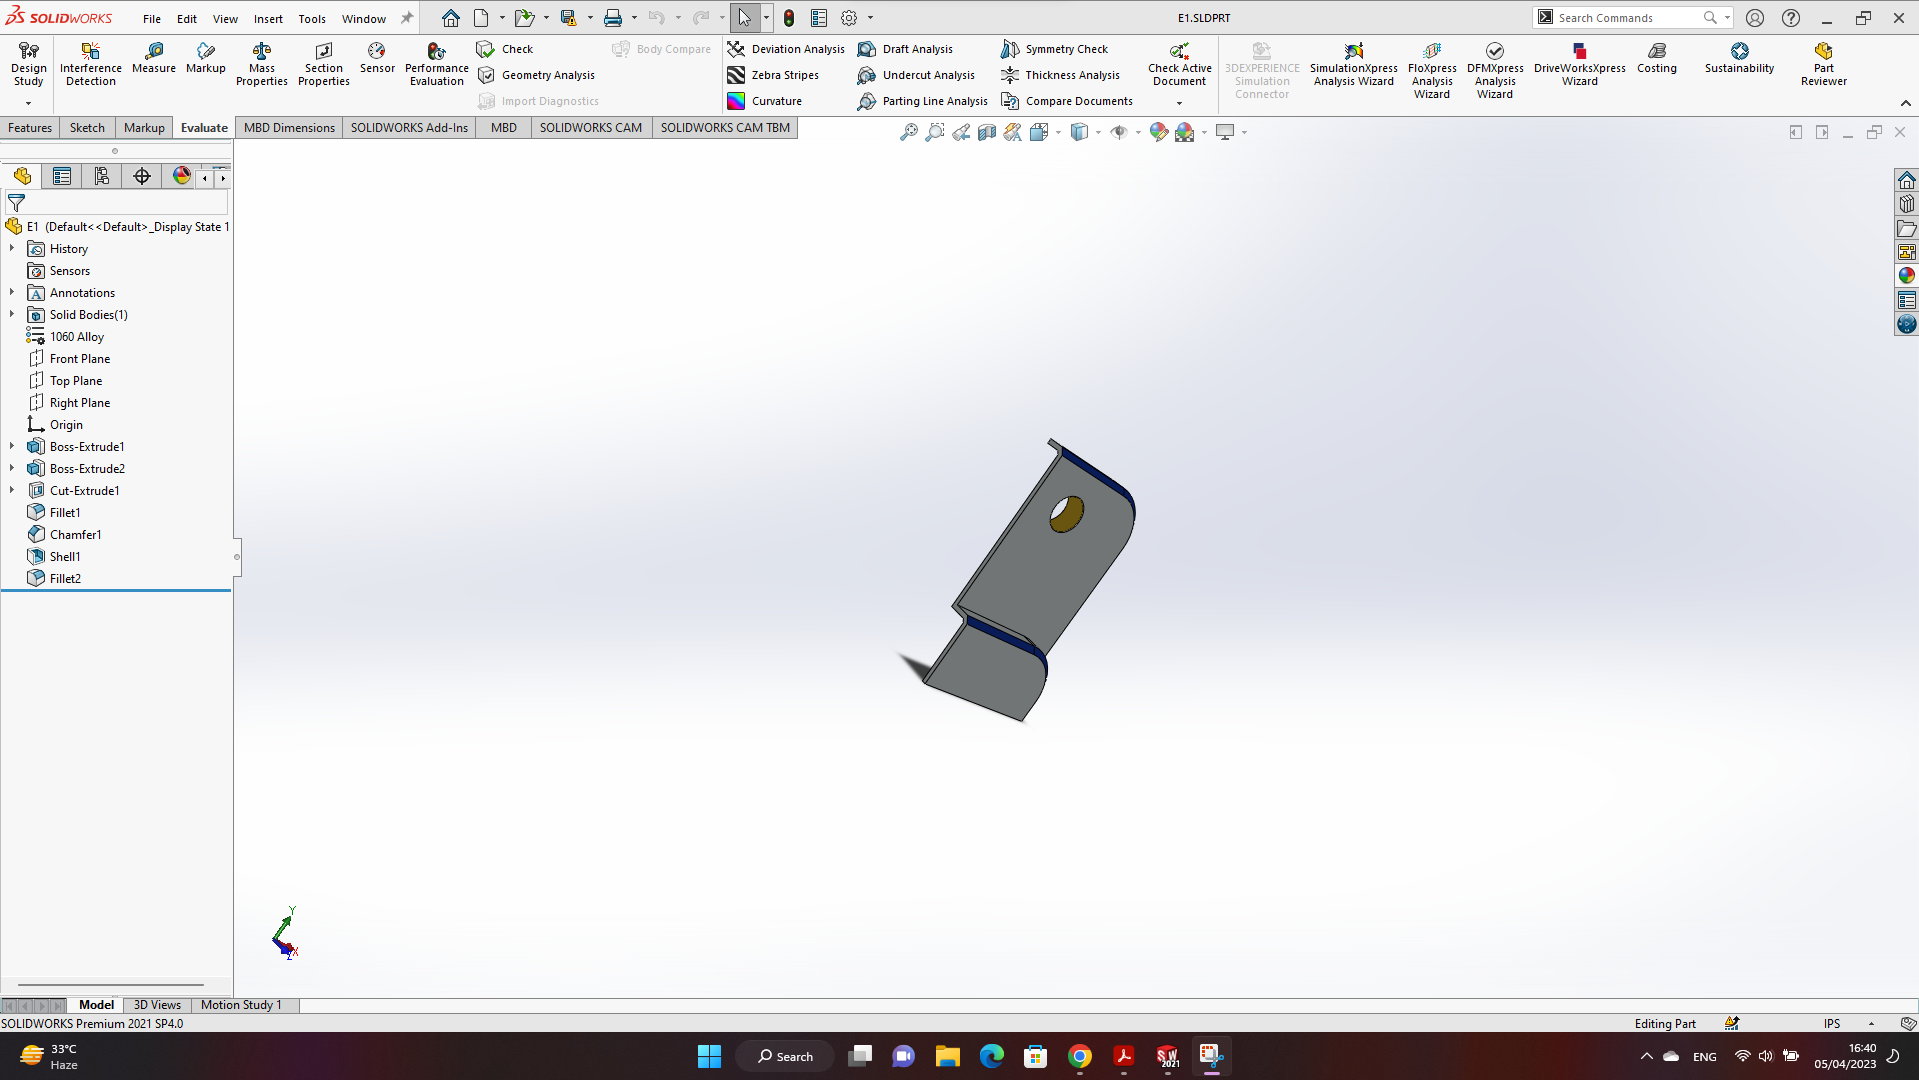 SOLIDWORKS File Edit View Insert Tools Window E1.SLDPRT Search Commands
Design Study
Interference Detection
Measure
Markup
Mass Properties
Section Properties
Sensor
Performance Evaluation
Check
Geometry Analysis
Import Diagnostics
Body Compare
Deviation Analysis
Zebra Stripes
Curvature
Draft Analysis
Undercut Analysis
Parting Line Analysis
Symmetry Check
Thickness Analysis
Compare Documents
Check Active Document
3DEXPERIENCE Simulation Connector
SimulationXpress Analysis Wizard
FloXpress Analysis Wizard
DFMXpress Analysis Wizard
DriveWorksXpress Wizard
Costing
Sustainability
Part Reviewer
Features Sketch Markup Evaluate MBD Dimensions SOLIDWORKS Add-Ins MBD SOLIDWORKS CAM SOLIDWORKS CAM TBM
E1 (Default<<Default>_Display State 1
History
Sensors
Annotations
Solid Bodies(1)
1060 Alloy
Front Plane
Top Plane
Right Plane
Origin
Boss-Extrude1
Boss-Extrude2
Cut-Extrude1
Fillet1
Chamfer1
Shell1
Fillet2
Y
X
Z
Model 3D Views Motion Study 1
SOLIDWORKS Premium 2021 SP4.0 Editing Part IPS
33°C
Haze
Search
SW
2021
ENG
16:40
05/04/2023